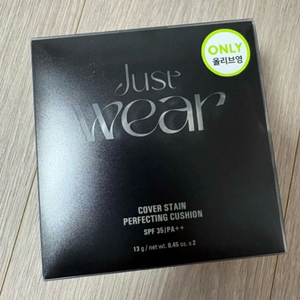 ONLY
올리브영
Just
wear
COVER STAIN
PERFECTING CUSHION
SPF 35/PA++
13 g / net wt. 0.45 oz x 2